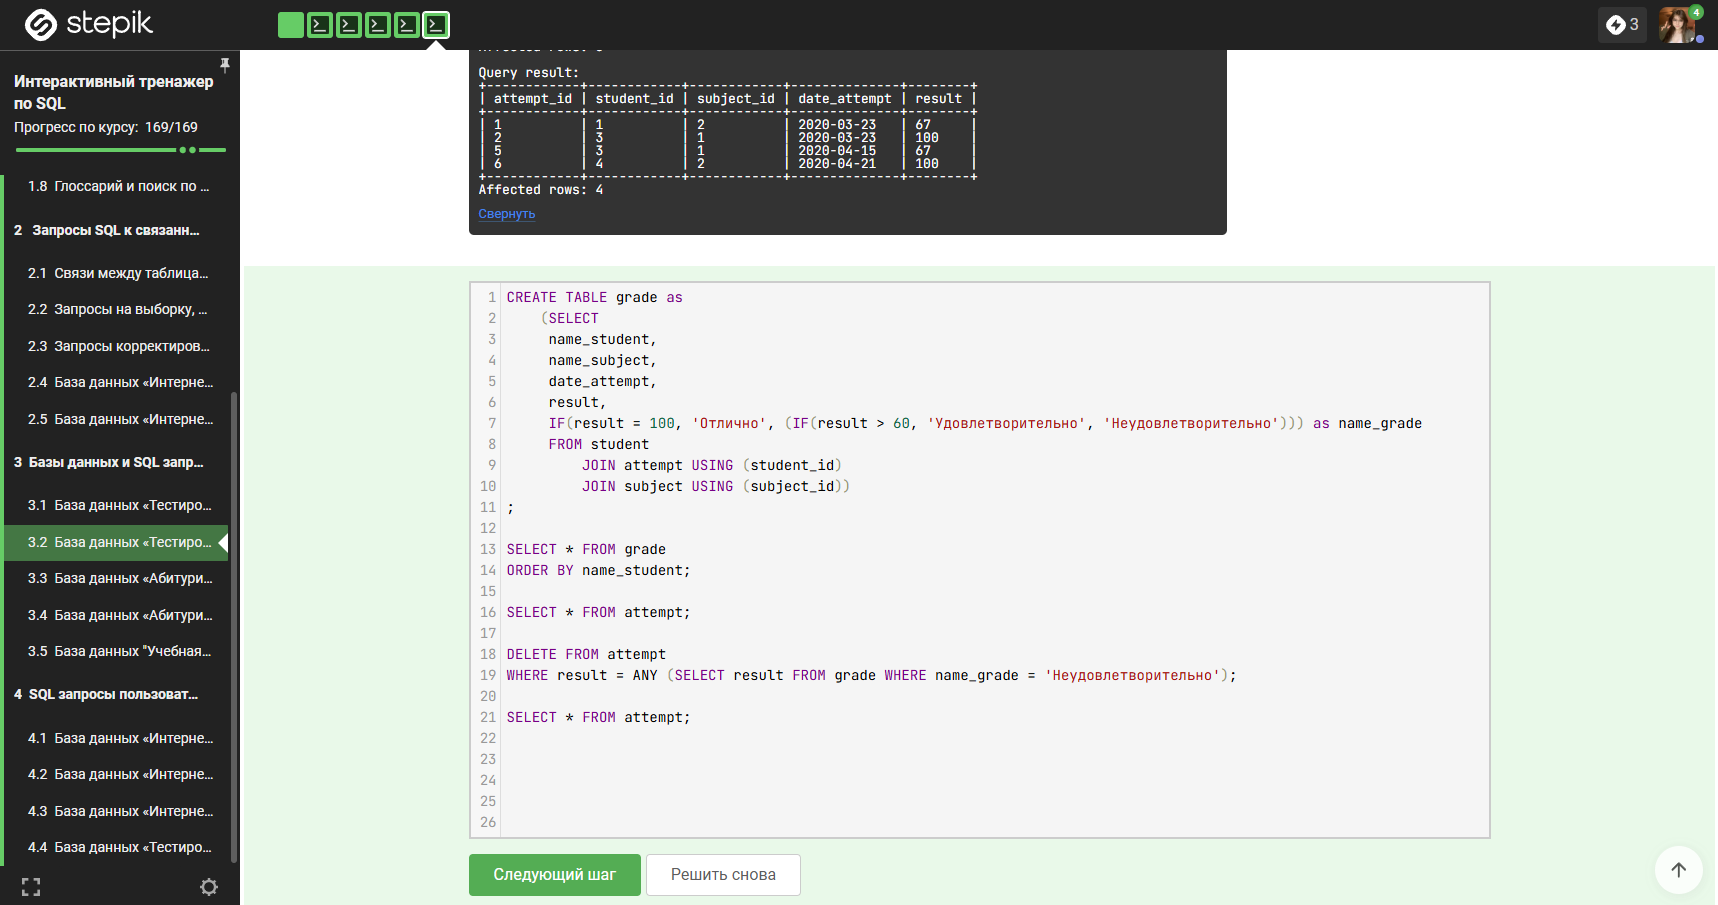 stepik
3
4
Интерактивный тренажер
по SQL
Прогресс по курсу: 169/169
1.8 Глоссарий и поиск по ...
2 Запросы SQL к связанн...
2.1 Связи между таблица...
2.2 Запросы на выборку, ...
2.3 Запросы корректиров...
2.4 База данных «Интерне...
2.5 База данных «Интерне...
3 Базы данных и SQL запр...
3.1 База данных «Тестиро...
3.2 База данных «Тестиро...
3.3 База данных «Абитури...
3.4 База данных «Абитури...
3.5 База данных "Учебная...
4 SQL запросы пользоват...
4.1 База данных «Интерне...
4.2 База данных «Интерне...
4.3 База данных «Интерне...
4.4 База данных «Тестиро...
Query result:
+------------+------------+------------+--------------+--------+
| attempt_id | student_id | subject_id | date_attempt | result |
+------------+------------+------------+--------------+--------+
| 1          | 1          | 2          | 2020-03-23   | 67     |
| 2          | 3          | 1          | 2020-03-23   | 100    |
| 5          | 3          | 1          | 2020-04-15   | 67     |
| 6          | 4          | 2          | 2020-04-21   | 100    |
+------------+------------+------------+--------------+--------+
Affected rows: 4
Свернуть
1 CREATE TABLE grade as
2     (SELECT
3      name_student,
4      name_subject,
5      date_attempt,
6      result,
7      IF(result = 100, 'Отлично', (IF(result > 60, 'Удовлетворительно', 'Неудовлетворительно'))) as name_grade
8      FROM student
9          JOIN attempt USING (student_id)
10         JOIN subject USING (subject_id))
11 ;
12
13 SELECT * FROM grade
14 ORDER BY name_student;
15
16 SELECT * FROM attempt;
17
18 DELETE FROM attempt
19 WHERE result = ANY (SELECT result FROM grade WHERE name_grade = 'Неудовлетворительно');
20
21 SELECT * FROM attempt;
22
23
24
25
26
Следующий шаг
Решить снова